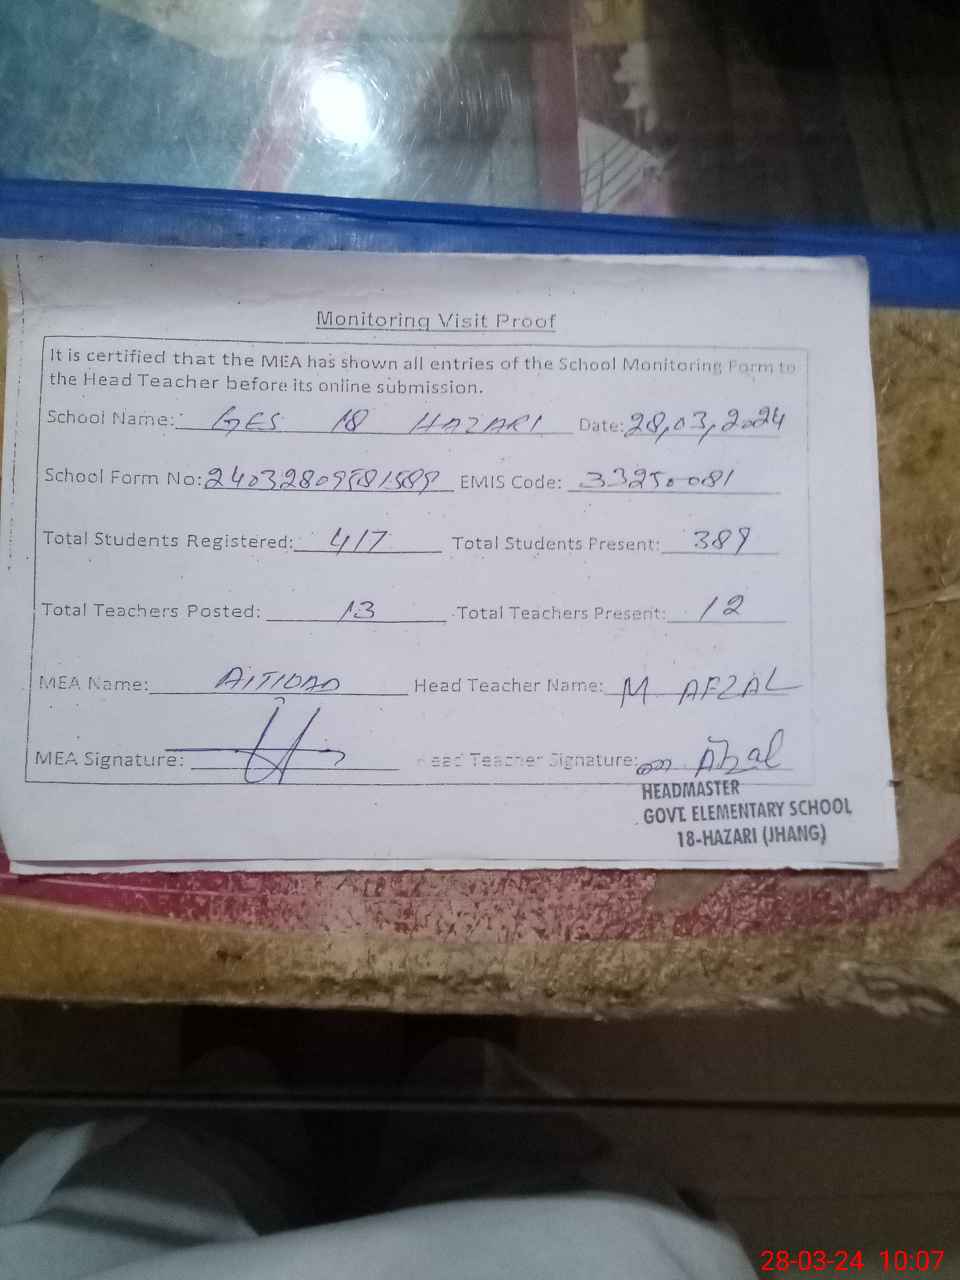 Monitoring Visit Proof
It is certified that the MEA has shown all entries of the School Monitoring Form to
the Head Teacher before its online submission.
School Name: GES 18 HAZARI Date: 28,03,2024
School Form No: EMIS Code: 33250081
Total Students Registered: 417 Total Students Present: 389
Total Teachers Posted: 13 Total Teachers Present: 12
MEA Name: AITIDAD Head Teacher Name: M AFZAL
MEA Signature: Head Teacher Signature: Afzal
HEADMASTER
GOVT. ELEMENTARY SCHOOL
18-HAZARI (JHANG)
28-03-24 10:07